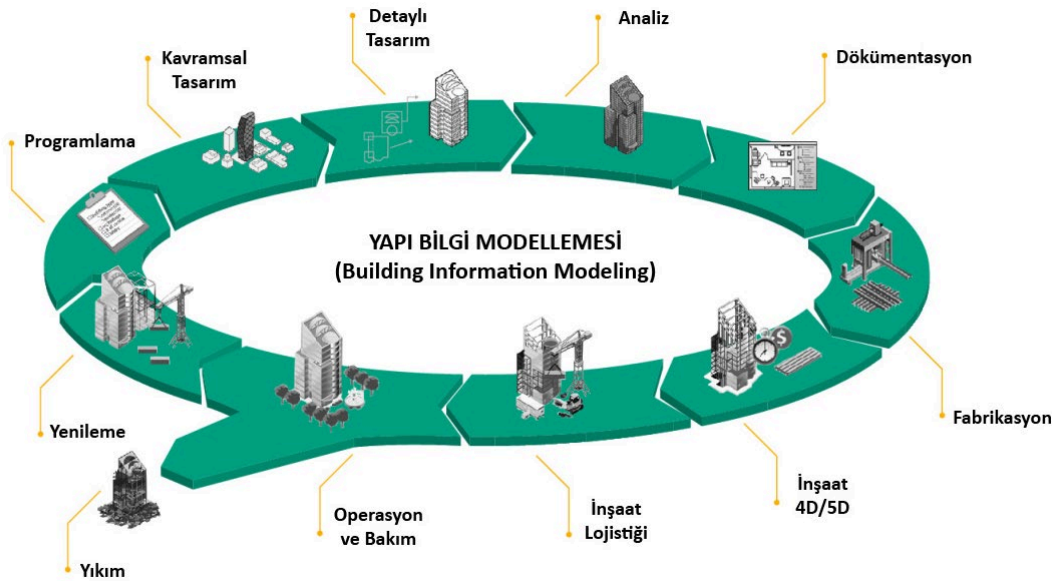 Detaylı
Tasarım
Analiz
Kavramsal
Tasarım
Dökümentasyon
Programlama
YAPI BİLGİ MODELLEMESİ
(Building Information Modeling)
Yenileme
Fabrikasyon
Operasyon
ve Bakım
İnşaat
Lojistiği
İnşaat
4D/5D
Yıkım
$